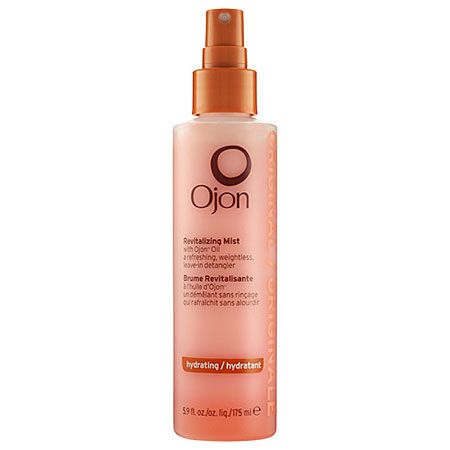 Ojon
Revitalizing Mist
with Ojon® Oil
a refreshing, weightless,
leave-in detangler
Brume Revitalisante
à l'huile d'Ojon®
un démêlant sans rinçage
qui rafraîchit sans alourdir
hydrating / hydratant
5.9 fl. oz./oz. liq./175 ml ℮
ORIGINAL / ORIGINALE